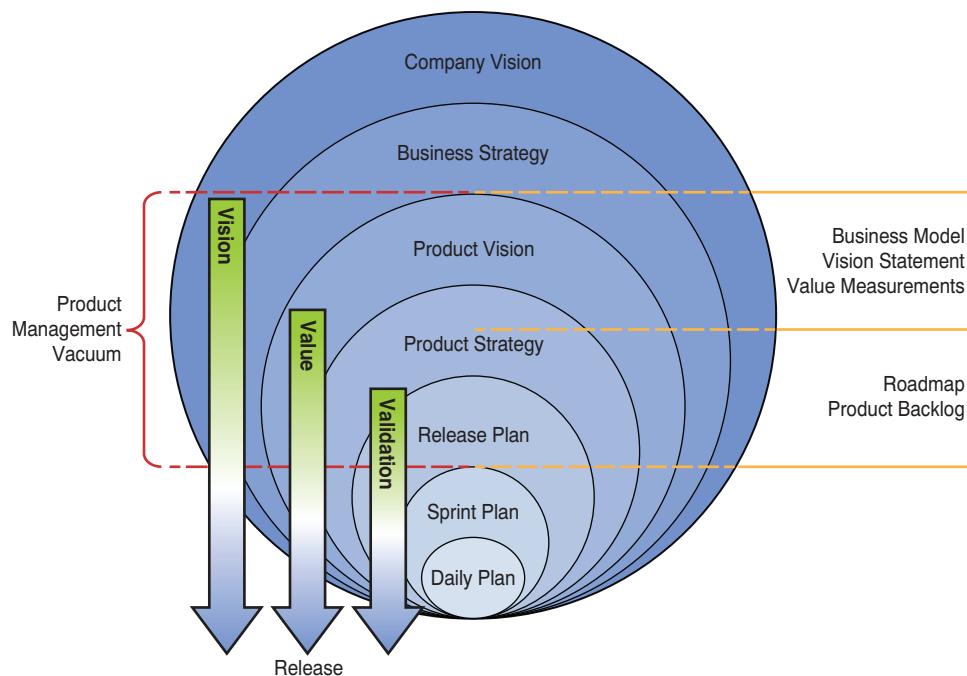 Company Vision
Business Strategy
Product Vision
Product Strategy
Release Plan
Sprint Plan
Daily Plan
Product
Management
Vacuum
Vision
Value
Validation
Release
Business Model
Vision Statement
Value Measurements
Roadmap
Product Backlog